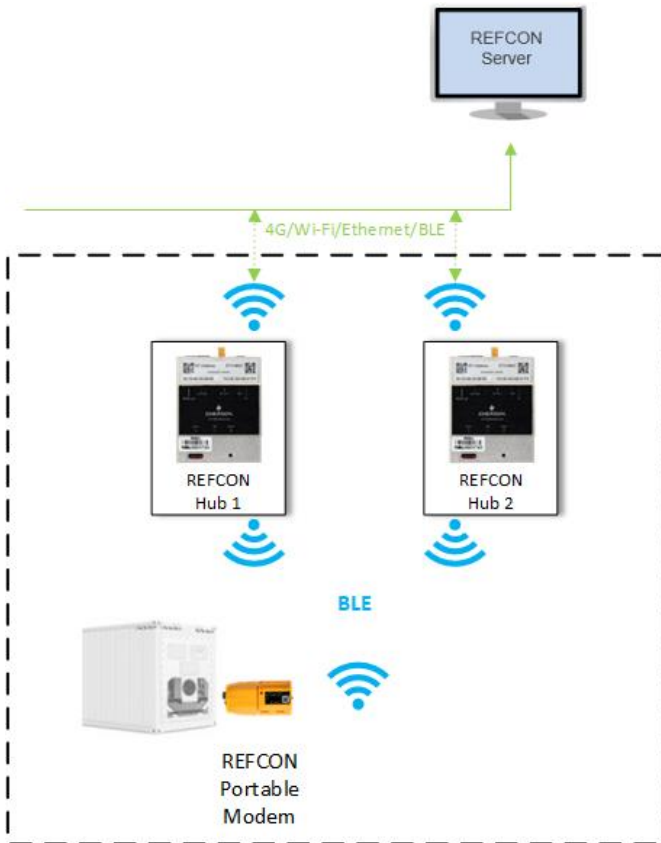 REFCON
Server
4G/Wi-Fi/Ethernet/BLE
REFCON
Hub 1
REFCON
Hub 2
BLE
REFCON
Portable
Modem